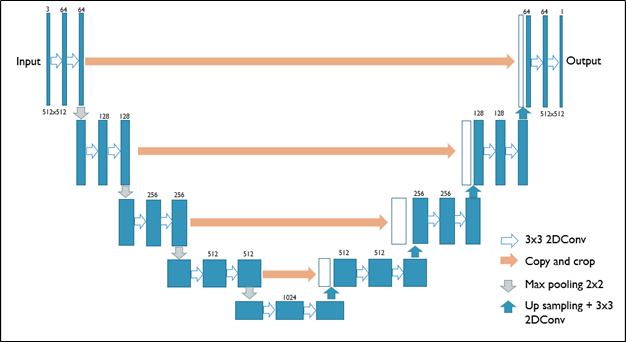 3 64 64
64 64 1
Input
Output
512x512
512x512
128 128
128 128
256 256
256 256
3x3 2DConv
Copy and crop
512 512
512 512
Max pooling 2x2
1024
Up sampling + 3x3
2DConv